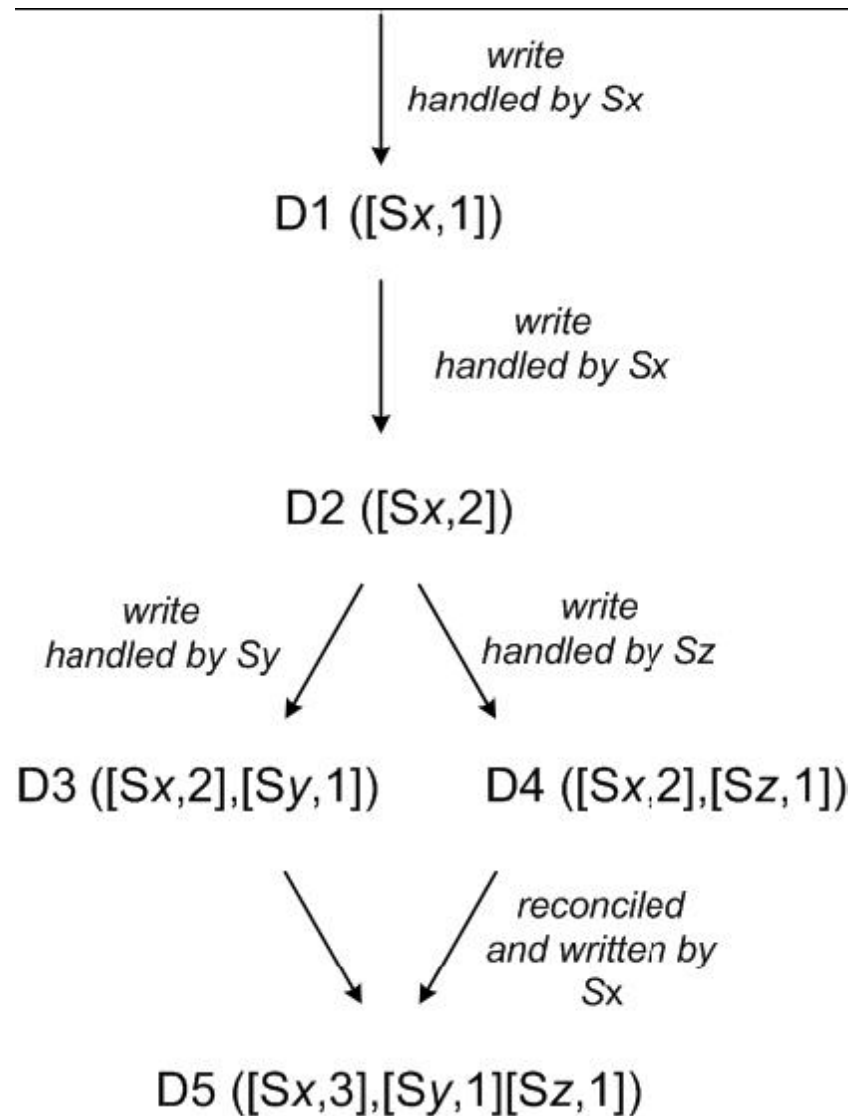 write
handled by Sx
D1 ([Sx,1])
write
handled by Sx
D2 ([Sx,2])
write
handled by Sy
write
handled by Sz
D3 ([Sx,2],[Sy,1])
D4 ([Sx,2],[Sz,1])
reconciled
and written by
Sx
D5 ([Sx,3],[Sy,1][Sz,1])